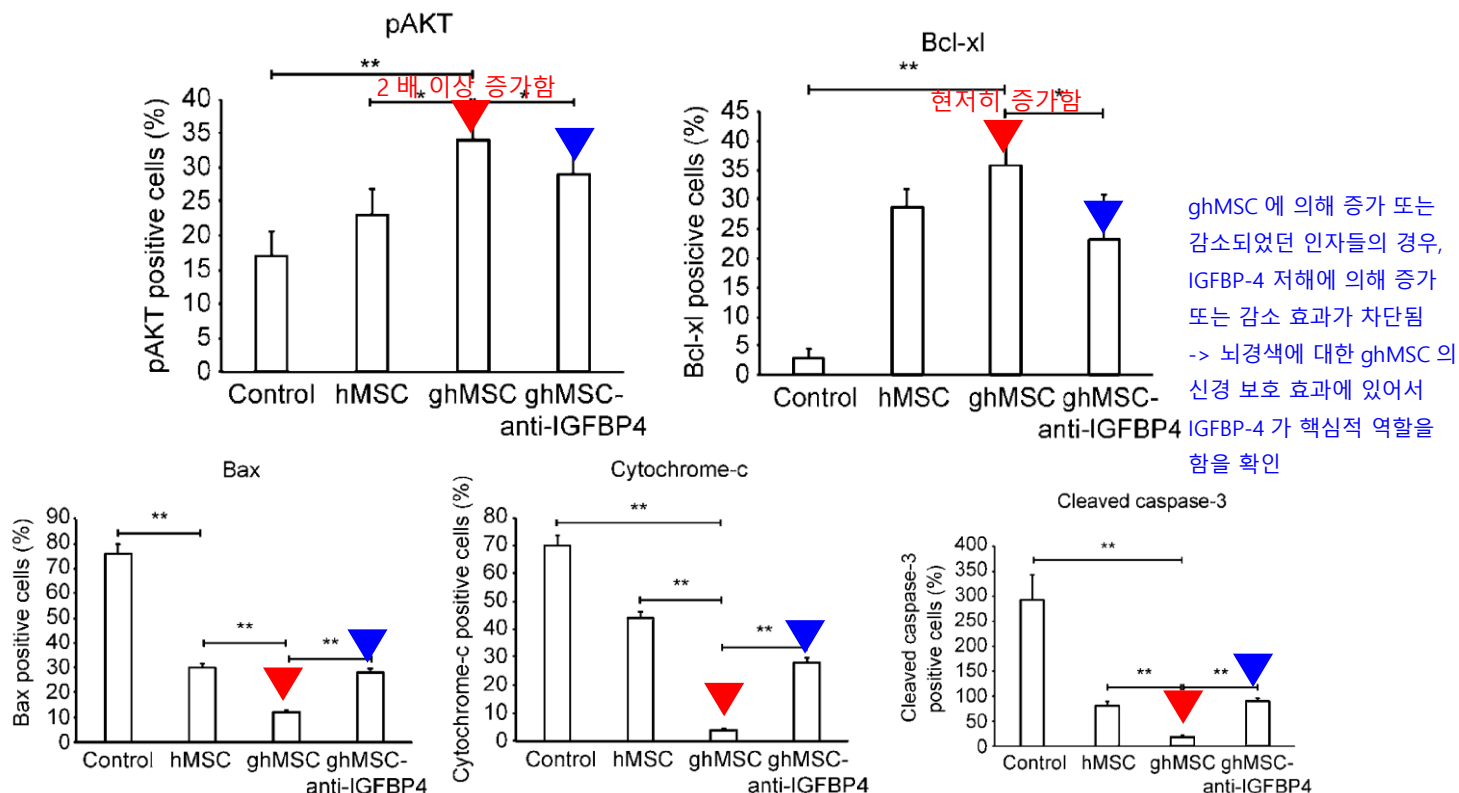 pAKT
**
2 배 이상 증가함
*
*
pAKT positive cells (%)
40
35
30
25
20
15
10
5
0
Control
hMSC
ghMSC
ghMSC-
anti-IGFBP4
Bcl-xl
**
현저히 증가함
*
Bcl-xl posicive cells (%)
45
40
35
30
25
20
15
10
5
0
Control
hMSC
ghMSC
ghMSC-
anti-IGFBP4
ghMSC 에 의해 증가 또는
감소되었던 인자들의 경우,
IGFBP-4 저해에 의해 증가
또는 감소 효과가 차단됨
-> 뇌경색에 대한 ghMSC 의
신경 보호 효과에 있어서
IGFBP-4 가 핵심적 역할을
함을 확인
Bax
**
**
**
Bax positive cells (%)
90
70
60
50
40
30
20
10
0
Control
hMSC
ghMSC
ghMSC-
anti-IGFBP4
Cytochrome-c
**
**
**
Cytochrome-c positive cells (%)
80
70
60
50
40
30
20
10
0
Control
hMSC
ghMSC
ghMSC-
anti-IGFBP4
Cleaved caspase-3
**
**
**
Cleaved caspase-3
positive cells (%)
400
350
300
250
200
150
100
50
0
Control
hMSC
ghMSC
ghMSC-
anti-IGFBP4